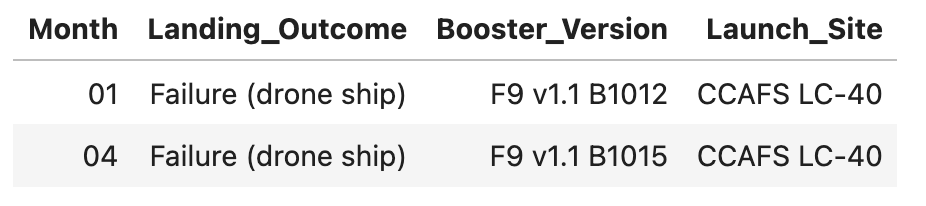 Month Landing_Outcome Booster_Version Launch_Site
01 Failure (drone ship) F9 v1.1 B1012 CCAFS LC-40
04 Failure (drone ship) F9 v1.1 B1015 CCAFS LC-40